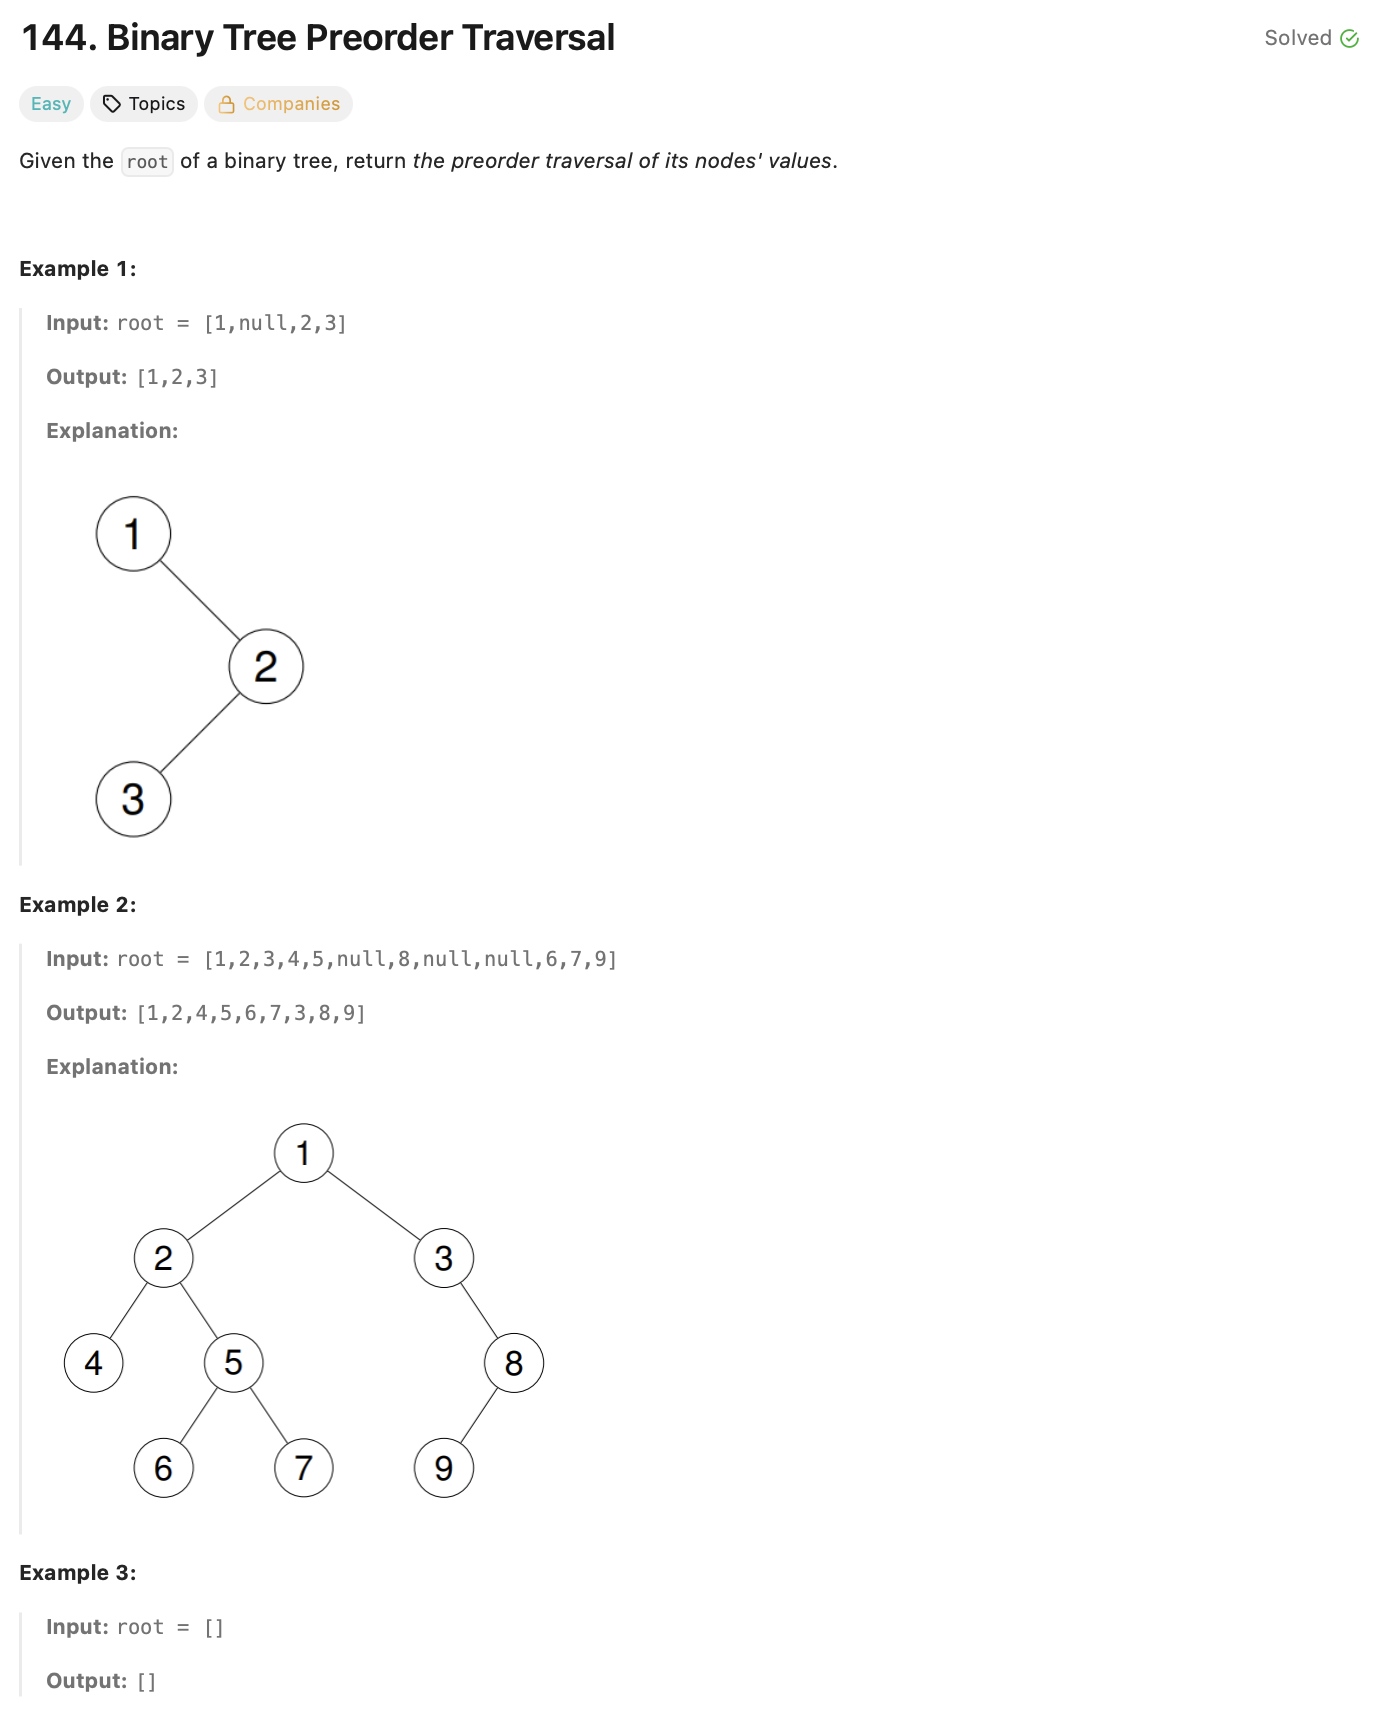 144. Binary Tree Preorder Traversal
Solved
Easy Topics Companies
Given the root of a binary tree, return the preorder traversal of its nodes' values.
Example 1:
Input: root = [1,null,2,3]
Output: [1,2,3]
Explanation:
1
2
3
Example 2:
Input: root = [1,2,3,4,5,null,8,null,null,6,7,9]
Output: [1,2,4,5,6,7,3,8,9]
Explanation:
1
2 3
4 5 8
6 7 9
Example 3:
Input: root = []
Output: []